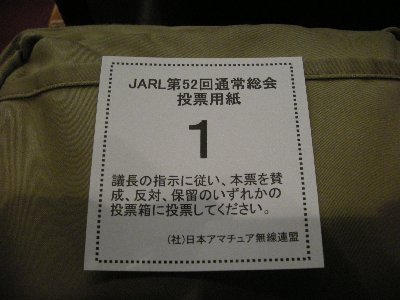 JARL第52回通常総会
投票用紙
1
議長の指示に従い、本票を賛
成、反対、保留のいずれかの
投票箱に投票してください。
(社)日本アマチュア無線連盟